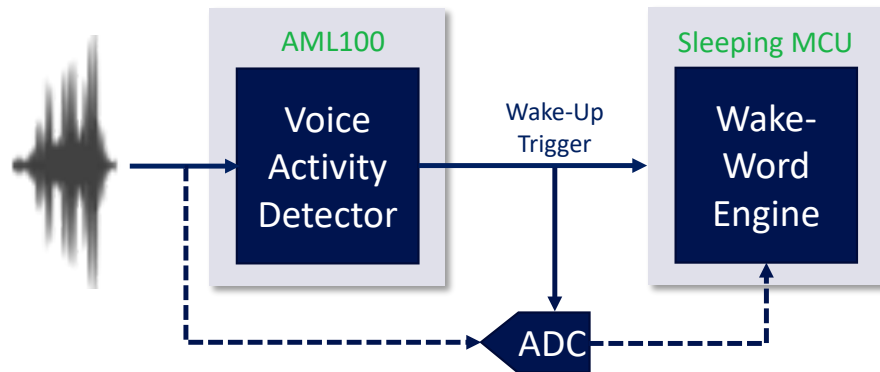 AML100
Voice
Activity
Detector
Wake-Up
Trigger
Sleeping MCU
Wake-
Word
Engine
ADC